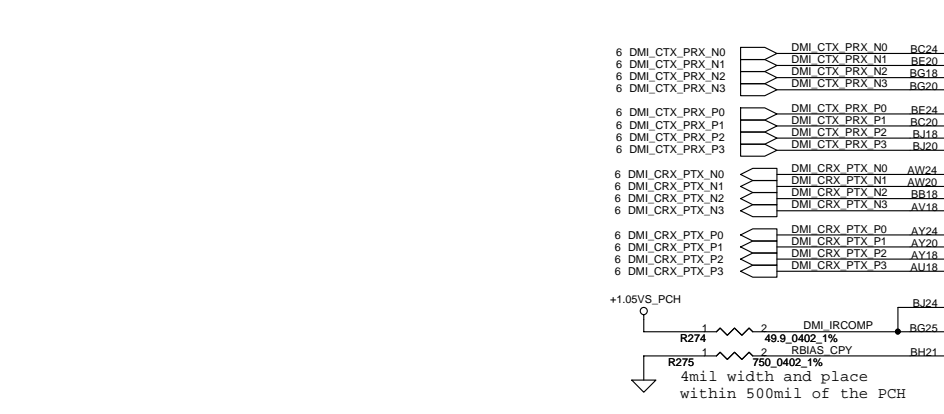 6 DMI_CTX_PRX_N0 DMI_CTX_PRX_N0 BC24
6 DMI_CTX_PRX_N1 DMI_CTX_PRX_N1 BE20
6 DMI_CTX_PRX_N2 DMI_CTX_PRX_N2 BG18
6 DMI_CTX_PRX_N3 DMI_CTX_PRX_N3 BG20
6 DMI_CTX_PRX_P0 DMI_CTX_PRX_P0 BE24
6 DMI_CTX_PRX_P1 DMI_CTX_PRX_P1 BC20
6 DMI_CTX_PRX_P2 DMI_CTX_PRX_P2 BJ18
6 DMI_CTX_PRX_P3 DMI_CTX_PRX_P3 BJ20
6 DMI_CRX_PTX_N0 DMI_CRX_PTX_N0 AW24
6 DMI_CRX_PTX_N1 DMI_CRX_PTX_N1 AW20
6 DMI_CRX_PTX_N2 DMI_CRX_PTX_N2 BB18
6 DMI_CRX_PTX_N3 DMI_CRX_PTX_N3 AV18
6 DMI_CRX_PTX_P0 DMI_CRX_PTX_P0 AY24
6 DMI_CRX_PTX_P1 DMI_CRX_PTX_P1 AY20
6 DMI_CRX_PTX_P2 DMI_CRX_PTX_P2 AY18
6 DMI_CRX_PTX_P3 DMI_CRX_PTX_P3 AU18
+1.05VS_PCH
BJ24
1 2 DMI_IRCOMP BG25
R274 49.9_0402_1%
1 2 RBIAS_CPY BH21
R275 750_0402_1%
4mil width and place
within 500mil of the PCH